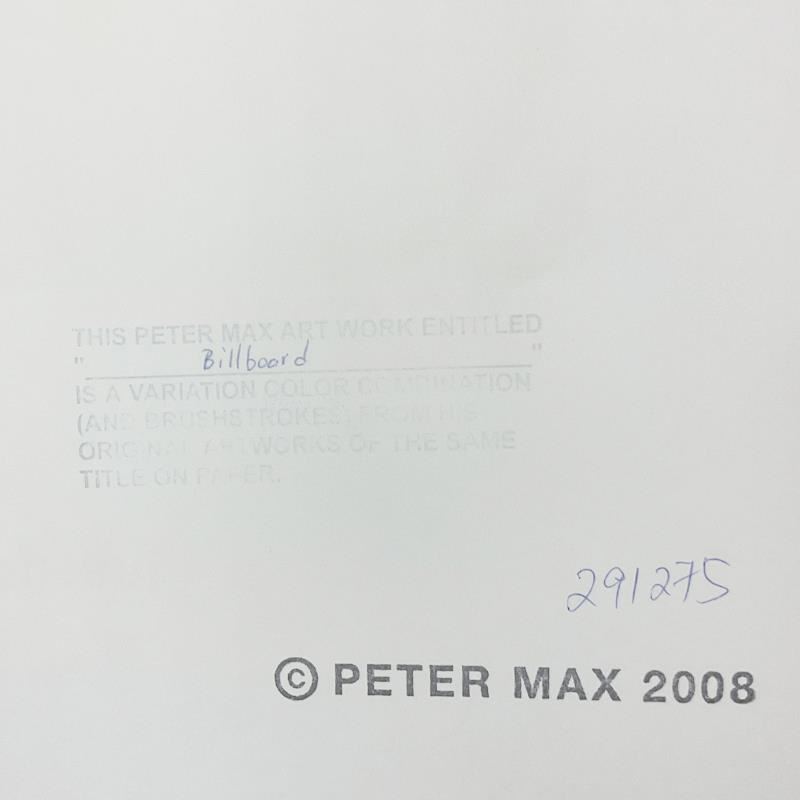 THIS PETER MAX ART WORK ENTITLED
" Billboard "
IS A VARIATION COLOR COMBINATION
(AND BRUSHSTROKES) FROM HIS
ORIGINAL ARTWORKS OF THE SAME
TITLE ON PAPER.
291275
© PETER MAX 2008